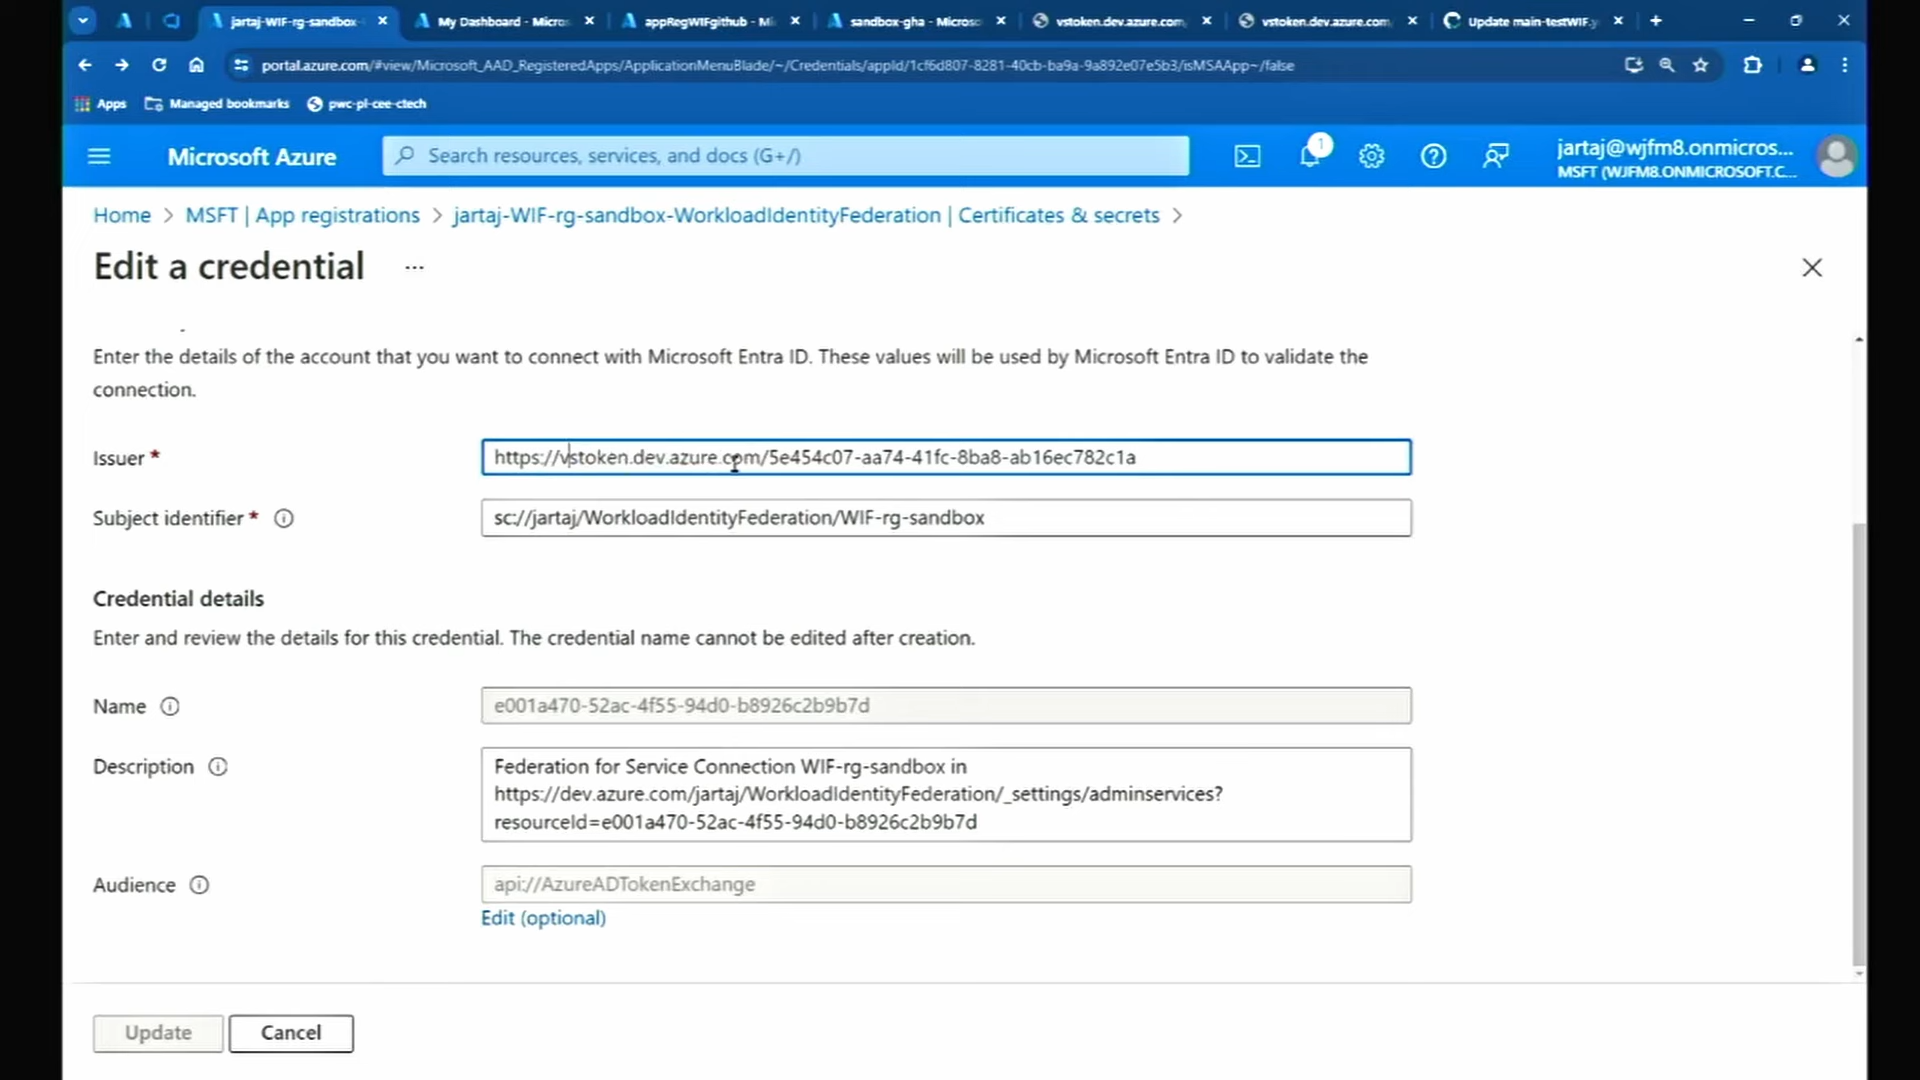 jartaj-WIF-rg-sandbox-
My Dashboard - Micros
appRegWIFgithub - Mi
sandbox-gha - Microso
vstoken.dev.azure.com
vstoken.dev.azure.com
Update main-testWIF.y
portal.azure.com/#view/Microsoft_AAD_RegisteredApps/ApplicationMenuBlade/~/Credentials/appId/1cf6d807-8281-40cb-ba9a-9a892e07e5b3/isMSAApp~/false
Apps
Managed bookmarks
pwc-pl-cee-ctech
Microsoft Azure
Search resources, services, and docs (G+/)
1
jartaj@wjfm8.onmicros...
MSFT (WJFM8.ONMICROSOFT.C...
Home > MSFT | App registrations > jartaj-WIF-rg-sandbox-WorkloadIdentityFederation | Certificates & secrets >
Edit a credential ...
Enter the details of the account that you want to connect with Microsoft Entra ID. These values will be used by Microsoft Entra ID to validate the
connection.
Issuer *
https://vstoken.dev.azure.com/5e454c07-aa74-41fc-8ba8-ab16ec782c1a
Subject identifier *
sc://jartaj/WorkloadIdentityFederation/WIF-rg-sandbox
Credential details
Enter and review the details for this credential. The credential name cannot be edited after creation.
Name
e001a470-52ac-4f55-94d0-b8926c2b9b7d
Description
Federation for Service Connection WIF-rg-sandbox in
https://dev.azure.com/jartaj/WorkloadIdentityFederation/_settings/adminservices?
resourceId=e001a470-52ac-4f55-94d0-b8926c2b9b7d
Audience
api://AzureADTokenExchange
Edit (optional)
Update
Cancel